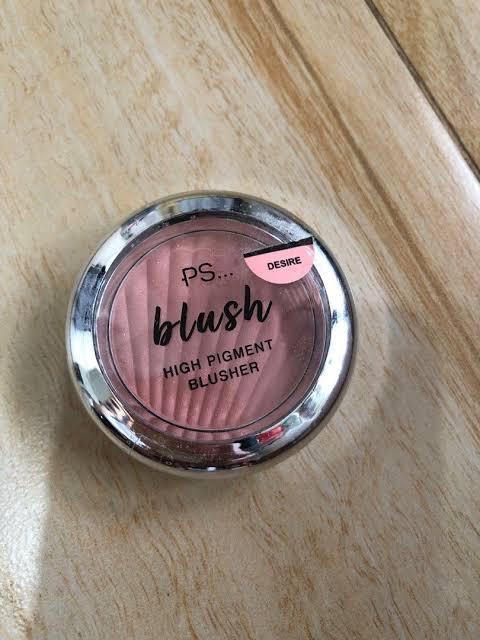 PS...
blush
HIGH PIGMENT
BLUSHER
DESIRE